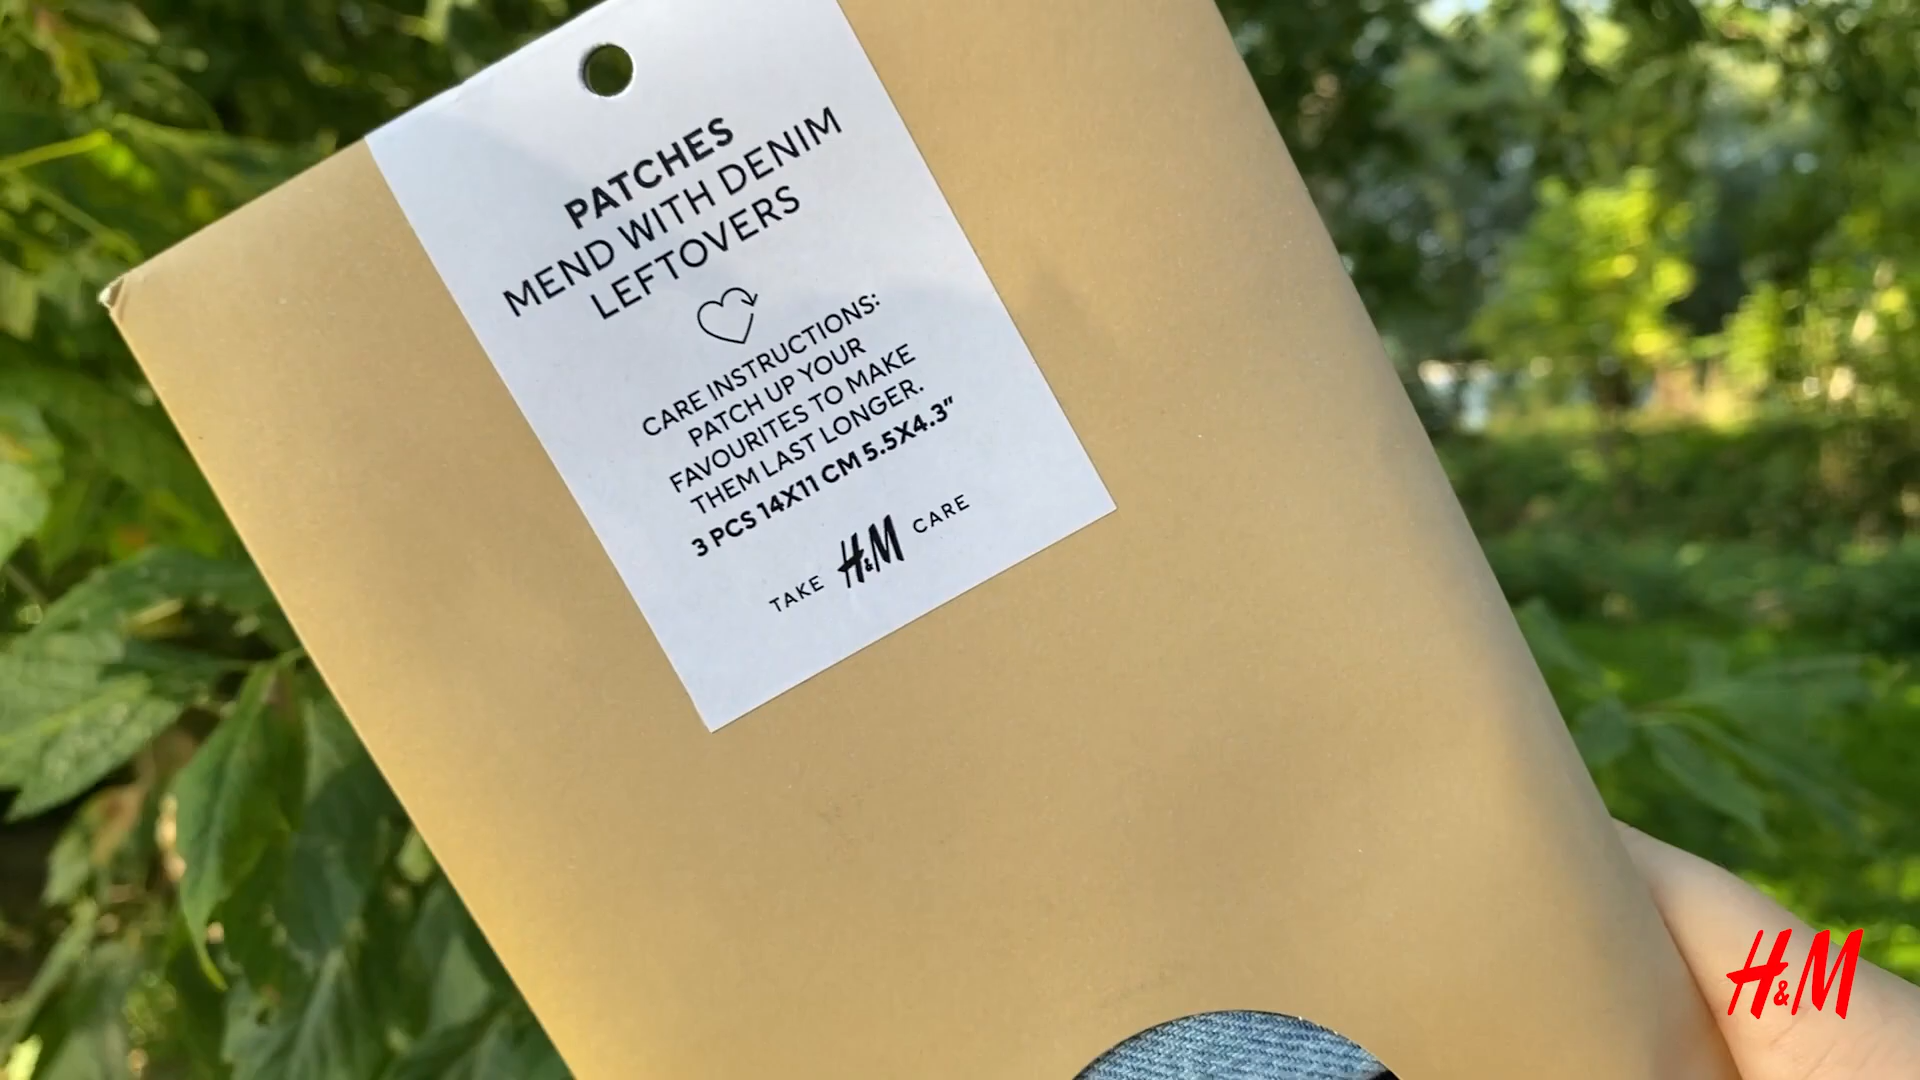 PATCHES
MEND WITH DENIM
LEFTOVERS
CARE INSTRUCTIONS:
PATCH UP YOUR
FAVOURITES TO MAKE
THEM LAST LONGER.
3 PCS 14X11 CM 5.5X4.3"
TAKE H&M CARE
H&M